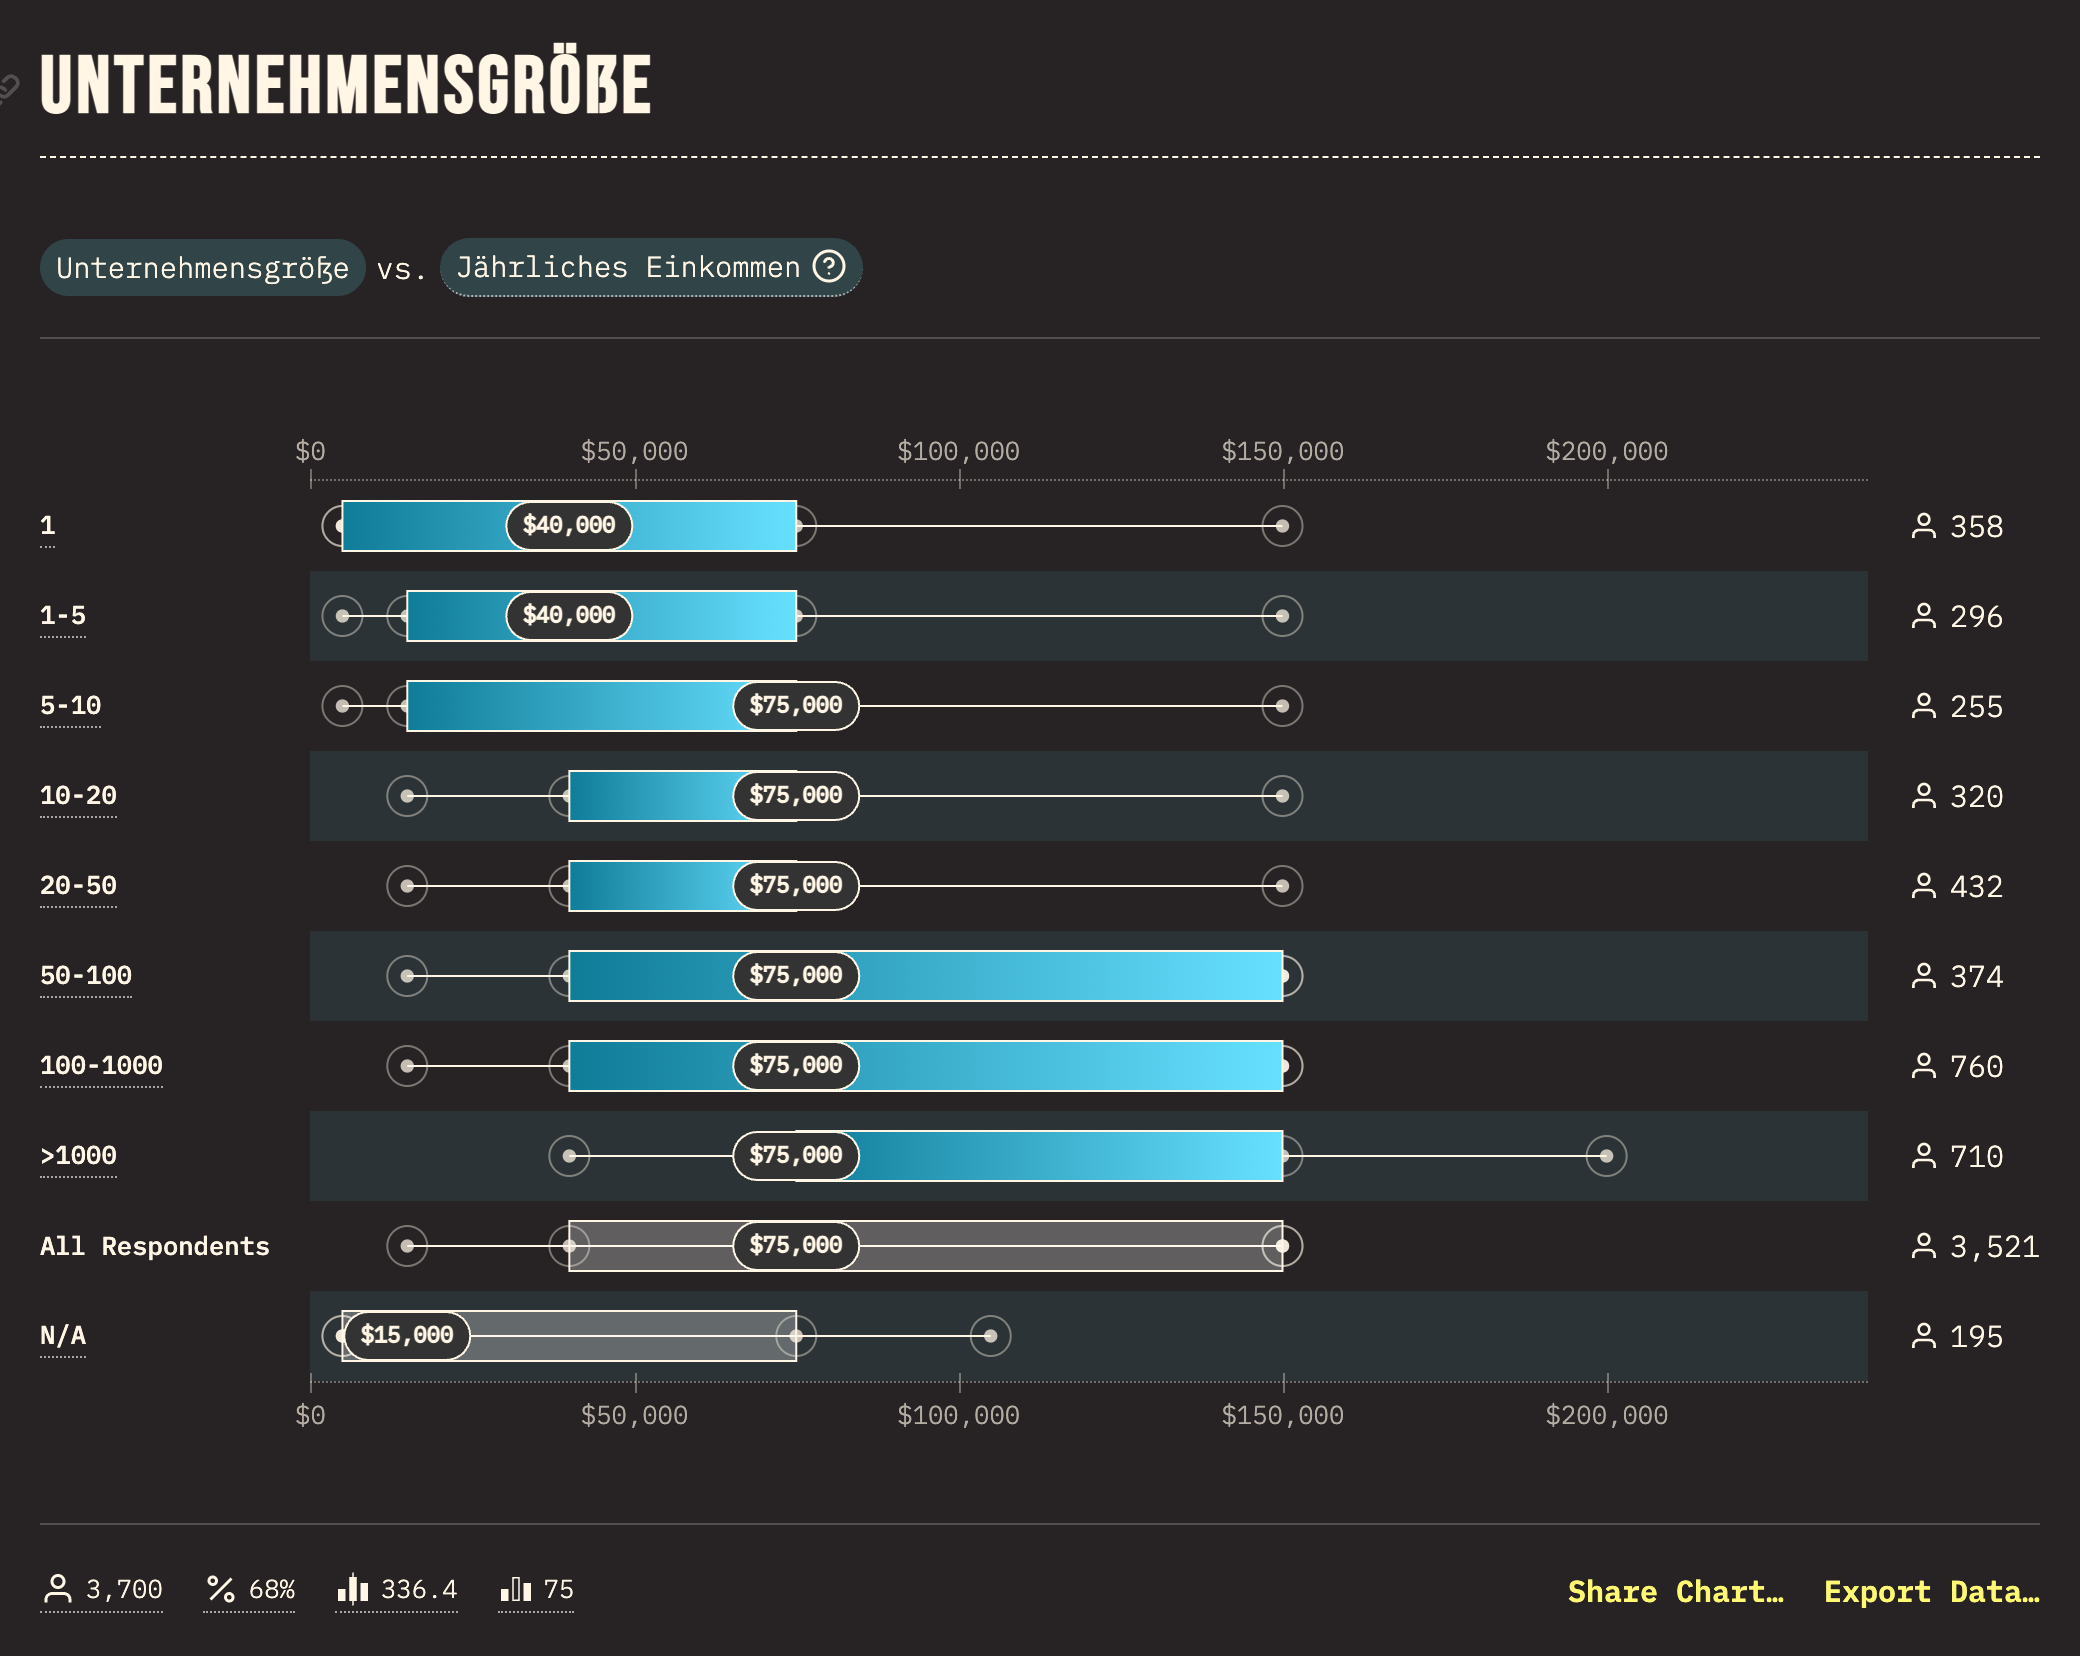 UNTERNEHMENSGRÖẞE
Unternehmensgröße vs. Jährliches Einkommen
$0 $50,000 $100,000 $150,000 $200,000
1 $40,000 358
1-5 $40,000 296
5-10 $75,000 255
10-20 $75,000 320
20-50 $75,000 432
50-100 $75,000 374
100-1000 $75,000 760
>1000 $75,000 710
All Respondents $75,000 3,521
N/A $15,000 195
$0 $50,000 $100,000 $150,000 $200,000
3,700 68% 336.4 75 Share Chart… Export Data…